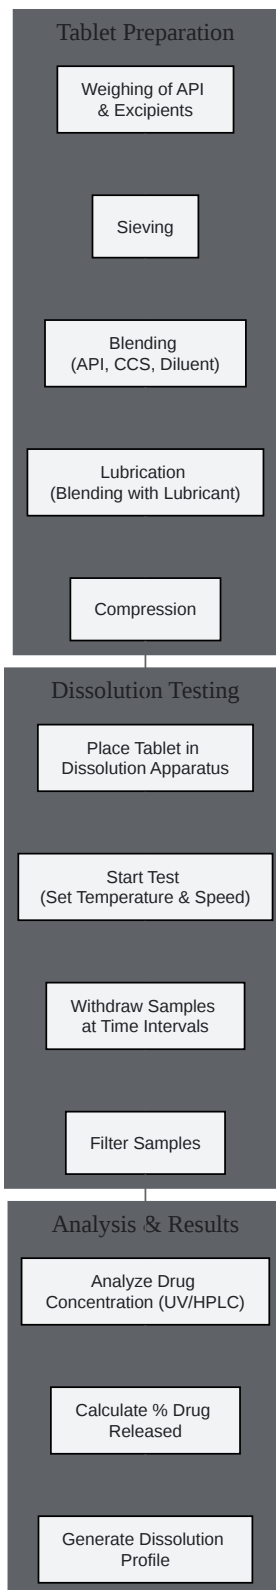 Tablet Preparation
Weighing of API
& Excipients
Sieving
Blending
(API, CCS, Diluent)
Lubrication
(Blending with Lubricant)
Compression
Dissolution Testing
Place Tablet in
Dissolution Apparatus
Start Test
(Set Temperature & Speed)
Withdraw Samples
at Time Intervals
Filter Samples
Analysis & Results
Analyze Drug
Concentration (UV/HPLC)
Calculate % Drug
Released
Generate Dissolution
Profile